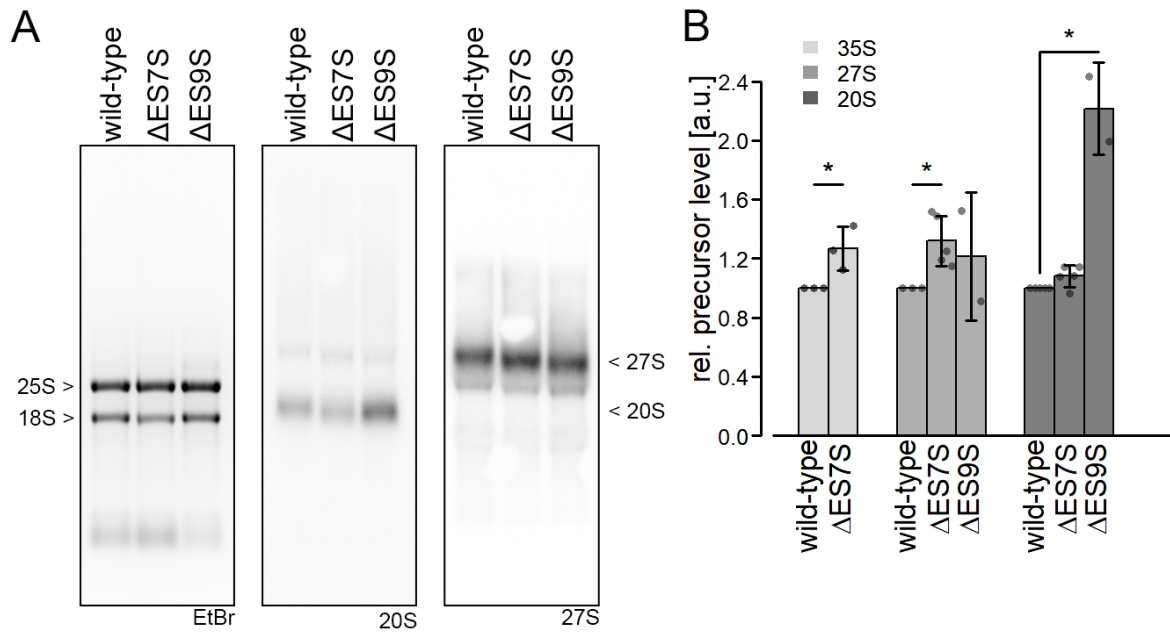 A
wild-type
ΔES7S
ΔES9S
wild-type
ΔES7S
ΔES9S
wild-type
ΔES7S
ΔES9S
25S >
18S >
< 27S
< 20S
EtBr
20S
27S
B
35S
27S
20S
*
*
*
rel. precursor level [a.u.]
2.4
2.0
1.6
1.2
0.8
0.4
0.0
wild-type
ΔES7S
wild-type
ΔES7S
ΔES9S
wild-type
ΔES7S
ΔES9S